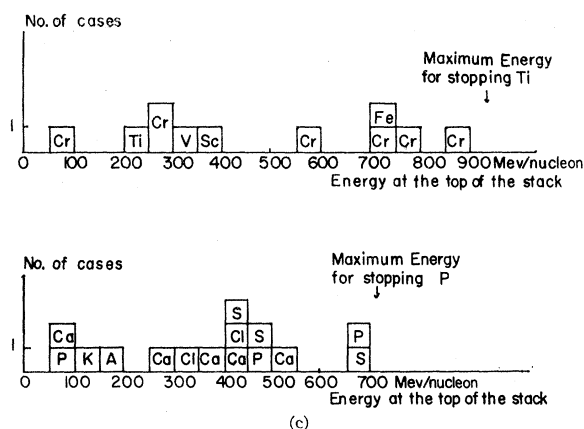 No. of cases
Maximum Energy
for stopping Ti
Fe
Cr
1
Cr Ti V Sc Cr Cr Cr Cr
0 100 200 300 400 500 600 700 800 900 Mev/nucleon
Energy at the top of the stack
No. of cases
Maximum Energy
for stopping P
S
Ca Cl S P
1
P K A Ca Cl Ca Ca P Ca S
0 100 200 300 400 500 600 700 Mev/nucleon
Energy at the top of the stack
(c)